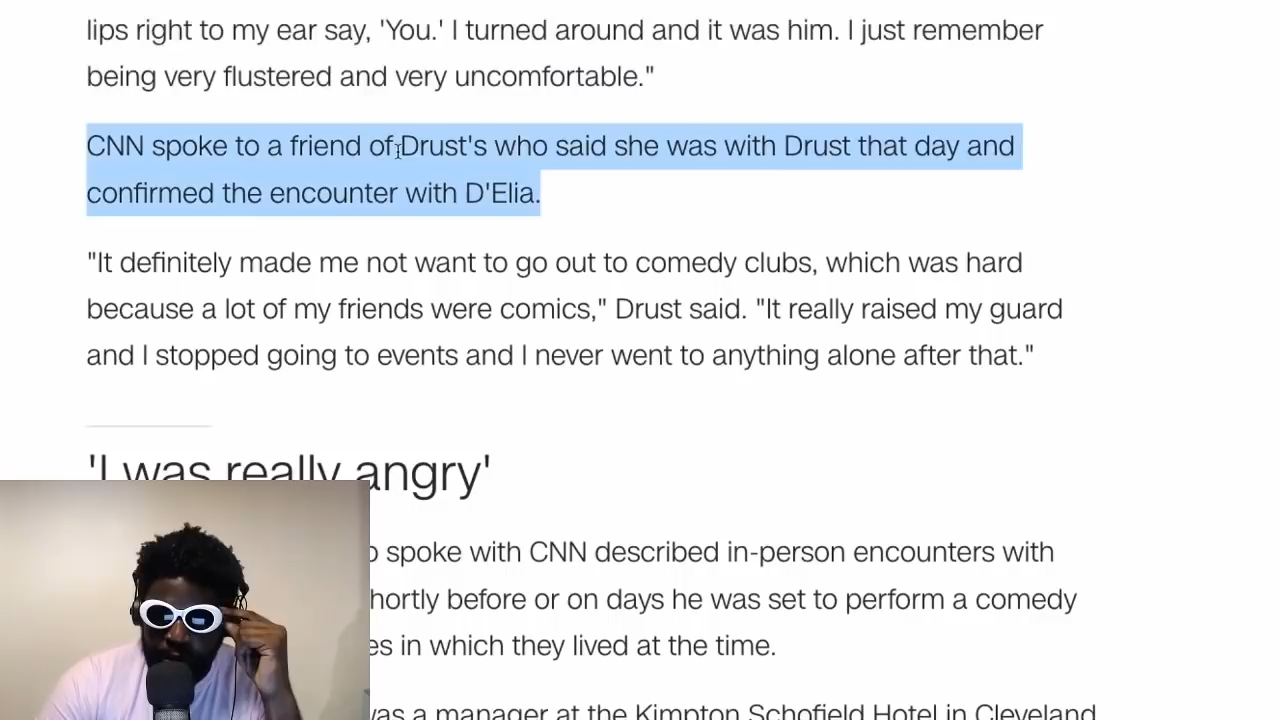 lips right to my ear say, 'You.' I turned around and it was him. I just remember
being very flustered and very uncomfortable."
CNN spoke to a friend of Drust's who said she was with Drust that day and
confirmed the encounter with D'Elia.
"It definitely made me not want to go out to comedy clubs, which was hard
because a lot of my friends were comics," Drust said. "It really raised my guard
and I stopped going to events and I never went to anything alone after that."
'I was really angry'
spoke with CNN described in-person encounters with
hortly before or on days he was set to perform a comedy
es in which they lived at the time.
was a manager at the Kimpton Schofield Hotel in Cleveland